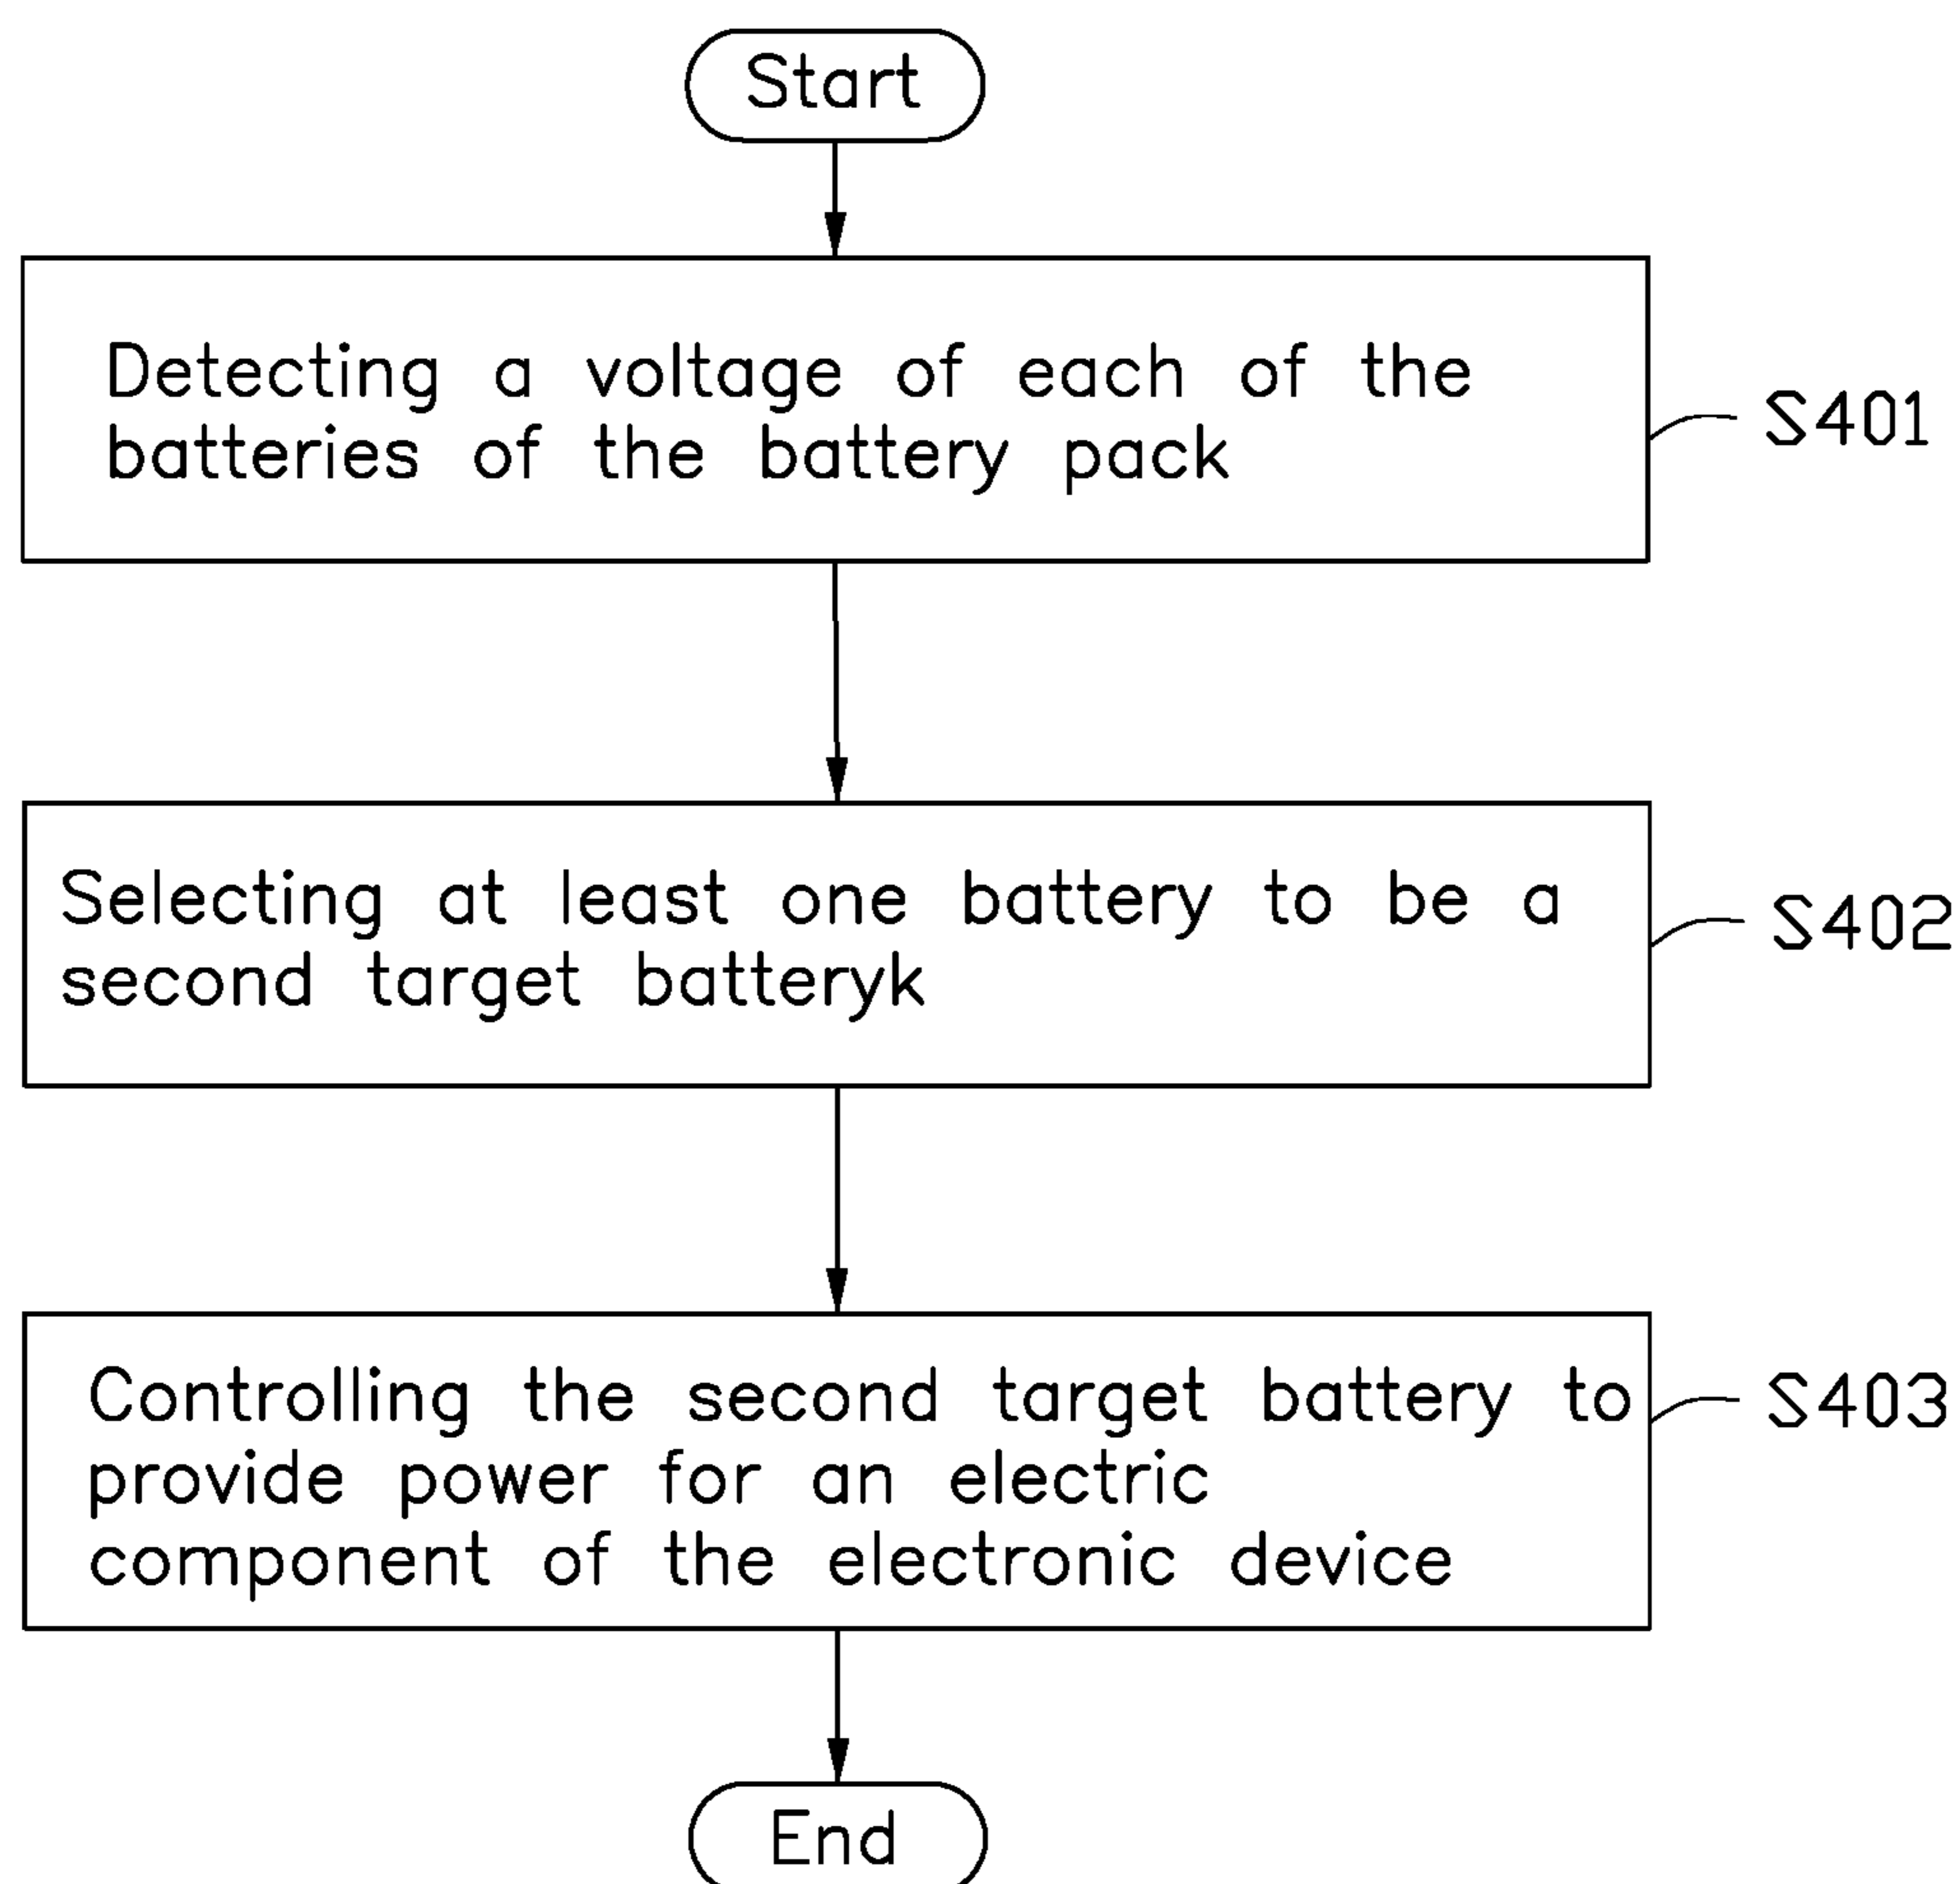 Start
Detecting a voltage of each of the
batteries of the battery pack
S401
Selecting at least one battery to be a
second target batteryk
S402
Controlling the second target battery to
provide power for an electric
component of the electronic device
S403
End